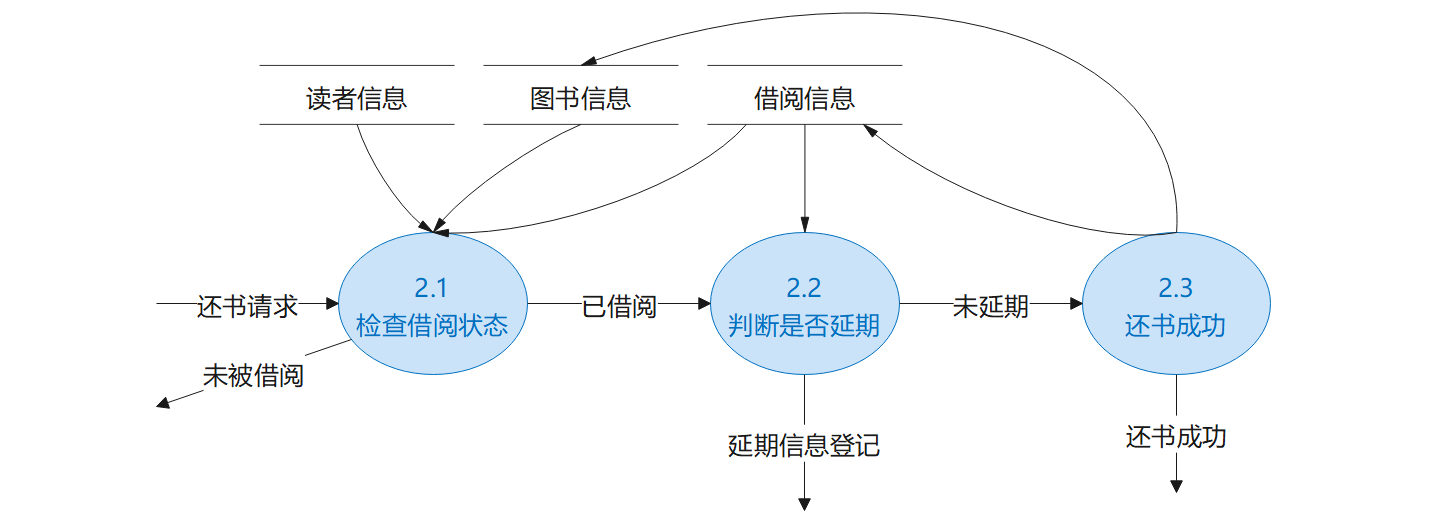 读者信息
图书信息
借阅信息
还书请求
2.1
检查借阅状态
已借阅
2.2
判断是否延期
未延期
2.3
还书成功
未被借阅
延期信息登记
还书成功